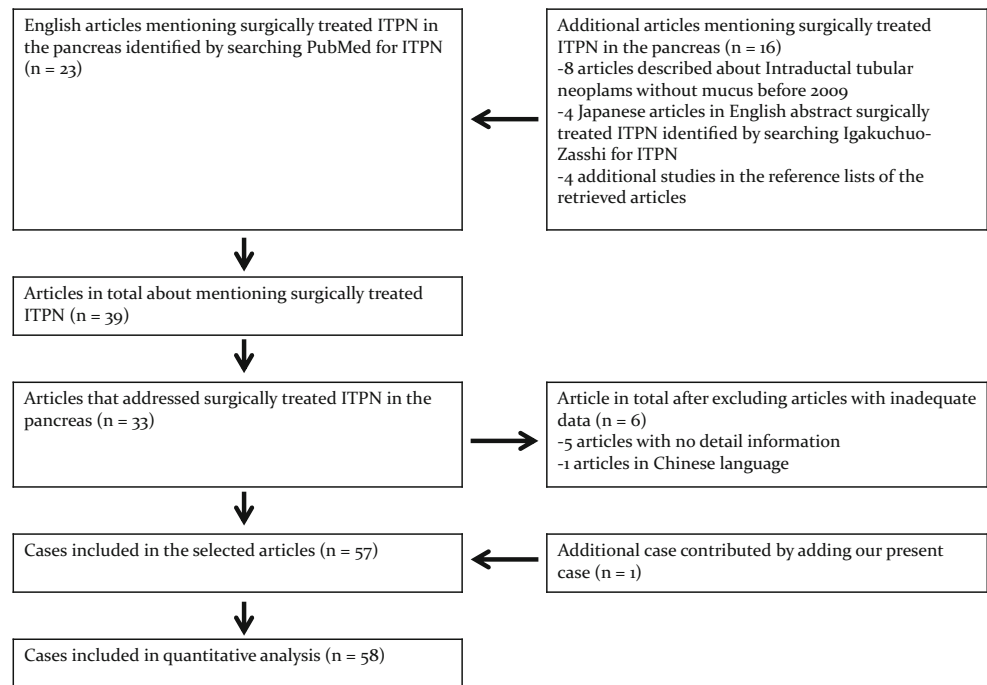 English articles mentioning surgically treated ITPN in
the pancreas identified by searching PubMed for ITPN
(n = 23)
Additional articles mentioning surgically treated
ITPN in the pancreas (n = 16)
-8 articles described about Intraductal tubular
neoplams without mucus before 2009
-4 Japanese articles in English abstract surgically
treated ITPN identified by searching Igakuchuo-
Zasshi for ITPN
-4 additional studies in the reference lists of the
retrieved articles
Articles in total about mentioning surgically treated
ITPN (n = 39)
Articles that addressed surgically treated ITPN in the
pancreas (n = 33)
Article in total after excluding articles with inadequate
data (n = 6)
-5 articles with no detail information
-1 articles in Chinese language
Cases included in the selected articles (n = 57)
Additional case contributed by adding our present
case (n = 1)
Cases included in quantitative analysis (n = 58)